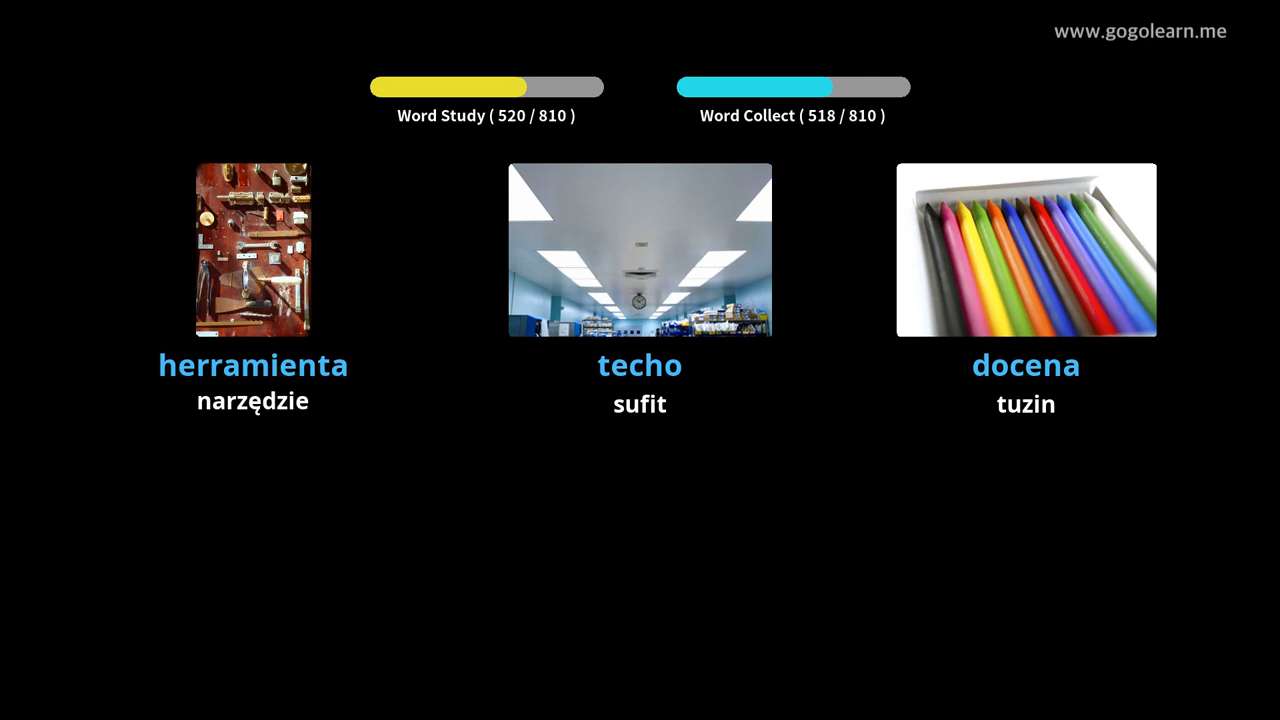 www.gogolearn.me
Word Study ( 520 / 810 )
Word Collect ( 518 / 810 )
herramienta
narzędzie
techo
sufit
docena
tuzin